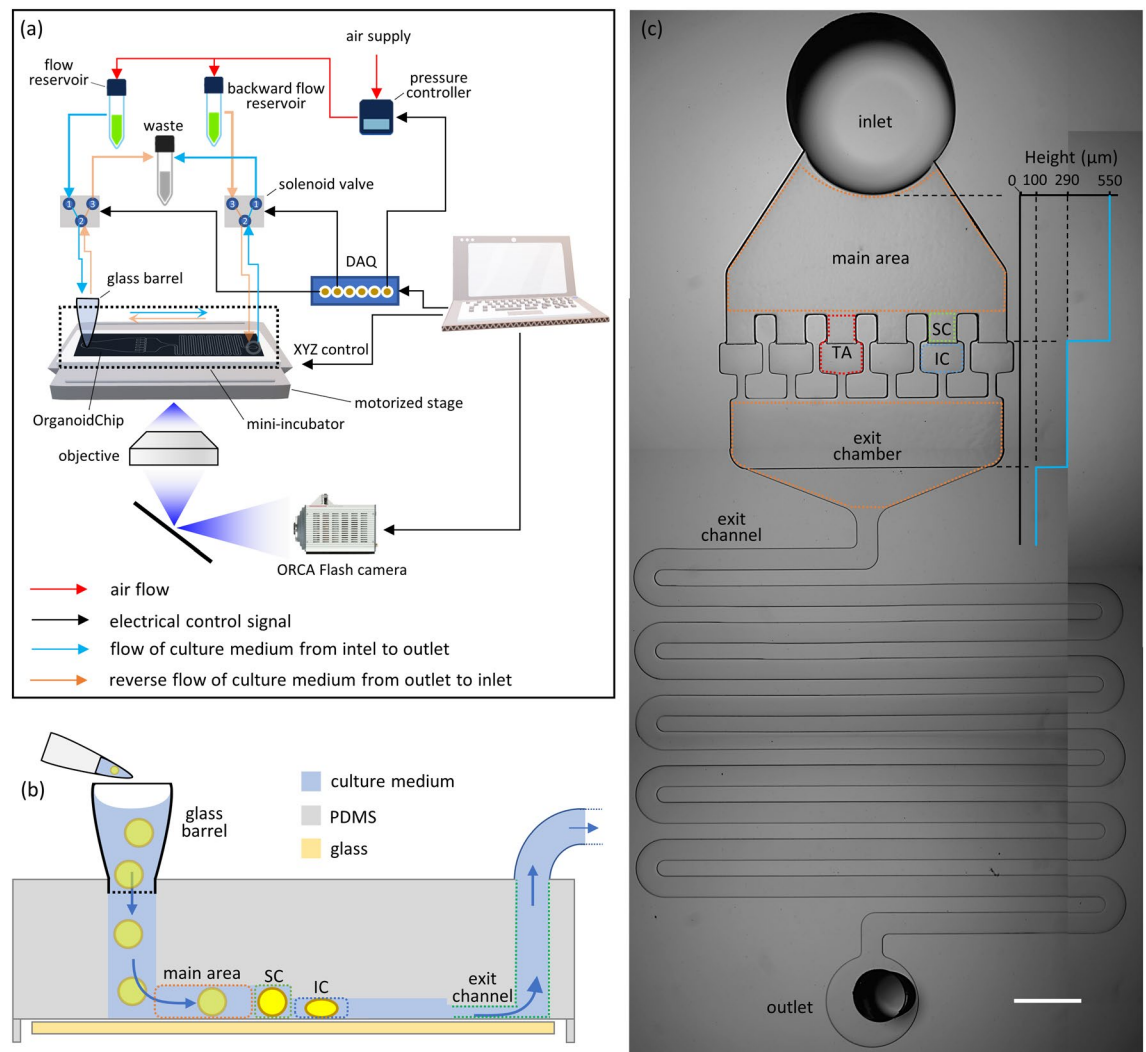 (a)
air supply
flow
reservoir
backward flow
reservoir
pressure
controller
waste
solenoid valve
1
3
2
3
1
2
glass barrel
DAQ
XYZ control
OrganoidChip
motorized stage
mini-incubator
objective
ORCA Flash camera
air flow
electrical control signal
flow of culture medium from intel to outlet
reverse flow of culture medium from outlet to inlet
(b)
glass
barrel
culture medium
PDMS
glass
main area
SC
IC
exit
channel
(c)
inlet
Height (µm)
0 100 290 550
main area
TA
SC
IC
exit
chamber
exit
channel
outlet